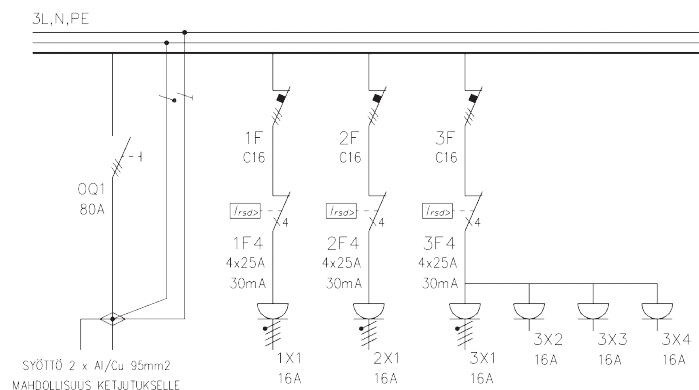 3L,N,PE
1F
C16
2F
C16
3F
C16
0Q1
80A
Irsd>
4
Irsd>
4
Irsd>
4
1F4
4x25A
30mA
2F4
4x25A
30mA
3F4
4x25A
30mA
1X1
16A
2X1
16A
3X1
16A
3X2
16A
3X3
16A
3X4
16A
SYÖTTÖ 2 x Al/Cu 95mm2
MAHDOLLISUUS KETJUTUKSELLE